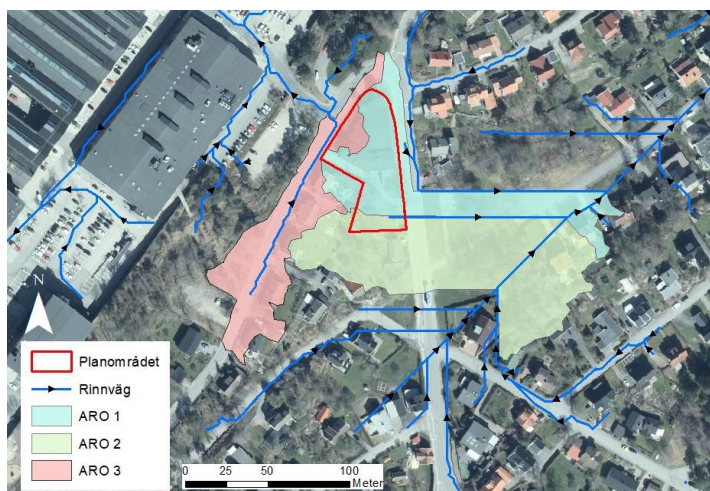 N
Planområdet
Rinnväg
ARO 1
ARO 2
ARO 3
0 25 50 100
Meter